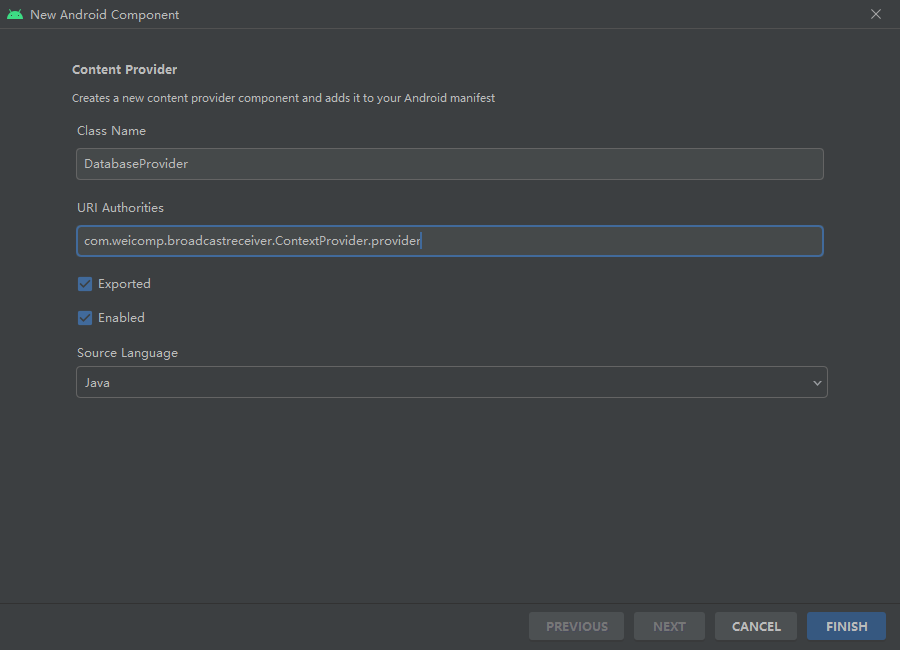 New Android Component
Content Provider
Creates a new content provider component and adds it to your Android manifest
Class Name
DatabaseProvider
URI Authorities
com.weicomp.broadcastreceiver.ContextProvider.provider
Exported
Enabled
Source Language
Java
PREVIOUS NEXT CANCEL FINISH